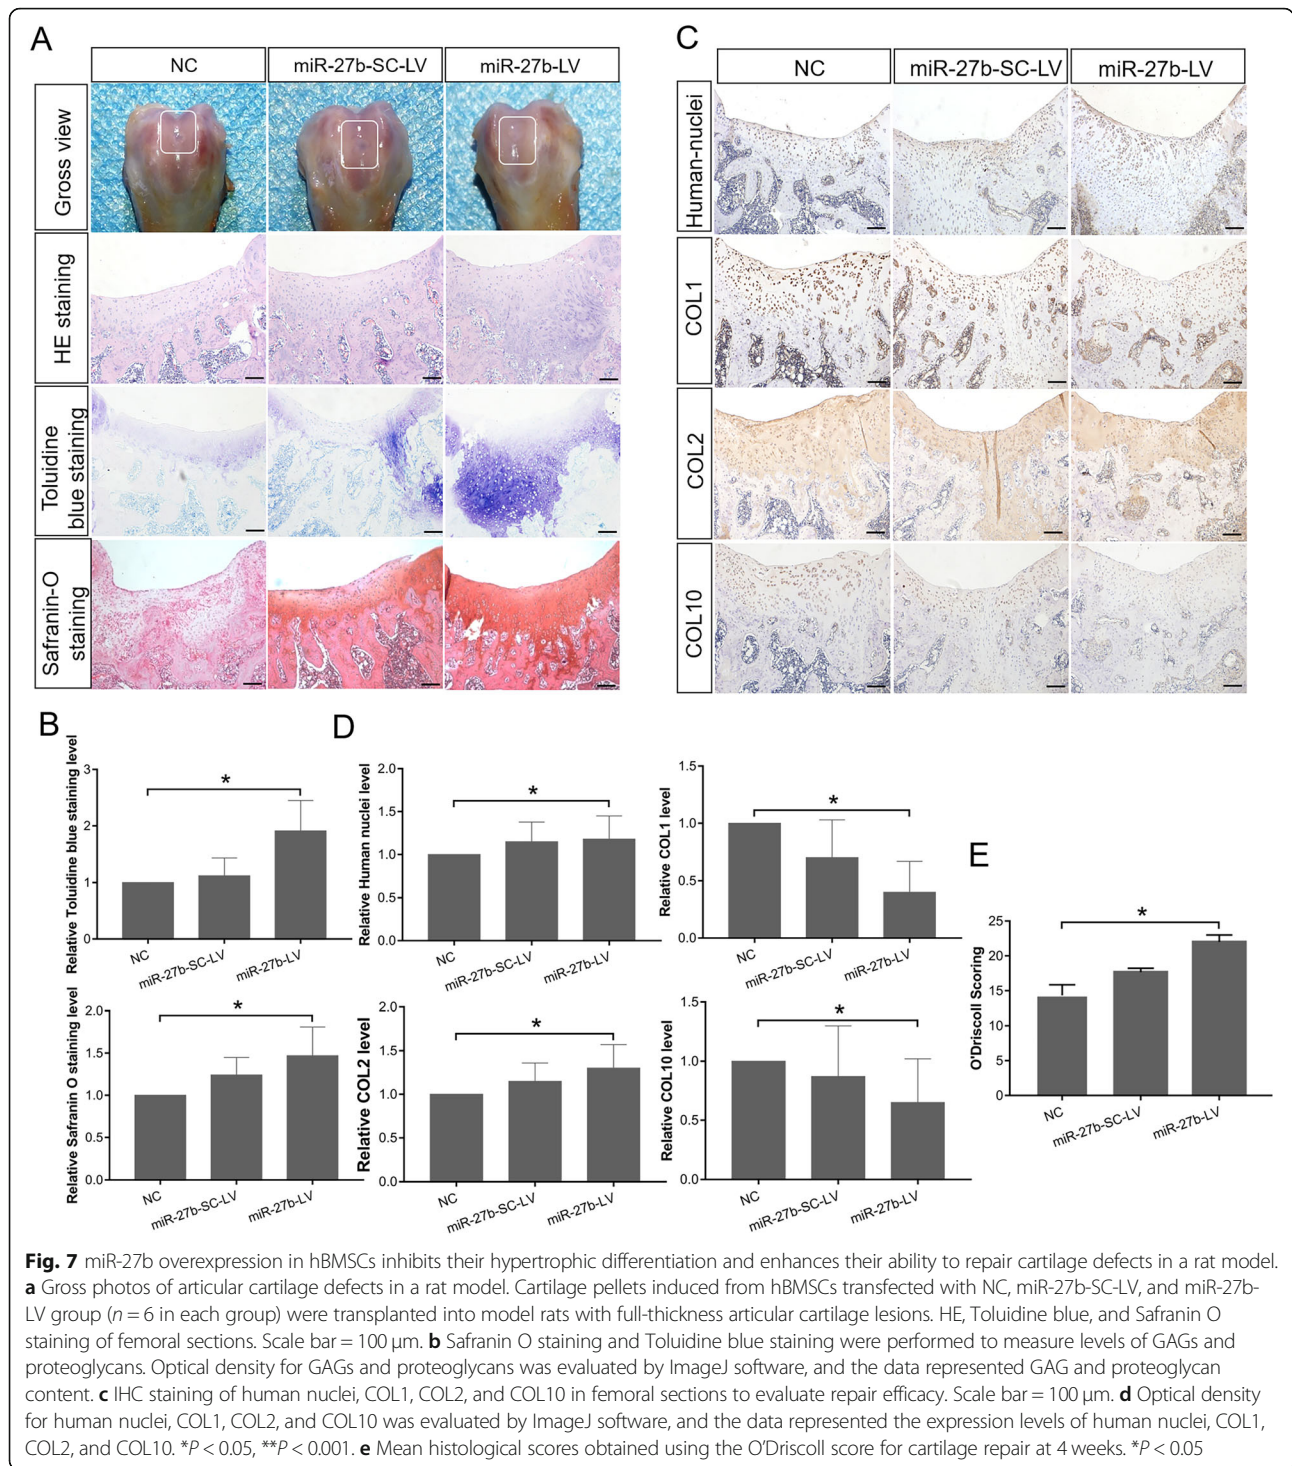 A
NC
miR-27b-SC-LV
miR-27b-LV
Gross view
HE staining
Toluidine
blue staining
Safranin-O
staining
C
NC
miR-27b-SC-LV
miR-27b-LV
Human-nuclei
COL1
COL2
COL10
B
Relative Toluidine blue staining level
3
2
1
0
*
NC
miR-27b-SC-LV
miR-27b-LV
Relative Safranin O staining level
2.0
1.5
1.0
0.5
0.0
*
NC
miR-27b-SC-LV
miR-27b-LV
D
Relative Human nuclei level
2.0
1.5
1.0
0.5
0.0
*
NC
miR-27b-SC-LV
miR-27b-LV
Relative COL1 level
1.5
1.0
0.5
0.0
*
NC
miR-27b-SC-LV
miR-27b-LV
Relative COL2 level
2.0
1.5
1.0
0.5
0.0
*
NC
miR-27b-SC-LV
miR-27b-LV
Relative COL10 level
1.5
1.0
0.5
0.0
*
NC
miR-27b-SC-LV
miR-27b-LV
E
O'Driscoll Scoring
25
20
15
10
5
0
*
NC
miR-27b-SC-LV
miR-27b-LV
Fig. 7 miR-27b overexpression in hBMSCs inhibits their hypertrophic differentiation and enhances their ability to repair cartilage defects in a rat model.
a Gross photos of articular cartilage defects in a rat model. Cartilage pellets induced from hBMSCs transfected with NC, miR-27b-SC-LV, and miR-27b-
LV group (n = 6 in each group) were transplanted into model rats with full-thickness articular cartilage lesions. HE, Toluidine blue, and Safranin O
staining of femoral sections. Scale bar = 100 μm. b Safranin O staining and Toluidine blue staining were performed to measure levels of GAGs and
proteoglycans. Optical density for GAGs and proteoglycans was evaluated by ImageJ software, and the data represented GAG and proteoglycan
content. c IHC staining of human nuclei, COL1, COL2, and COL10 in femoral sections to evaluate repair efficacy. Scale bar = 100 μm. d Optical density
for human nuclei, COL1, COL2, and COL10 was evaluated by ImageJ software, and the data represented the expression levels of human nuclei, COL1,
COL2, and COL10. *P < 0.05, **P < 0.001. e Mean histological scores obtained using the O'Driscoll score for cartilage repair at 4 weeks. *P < 0.05